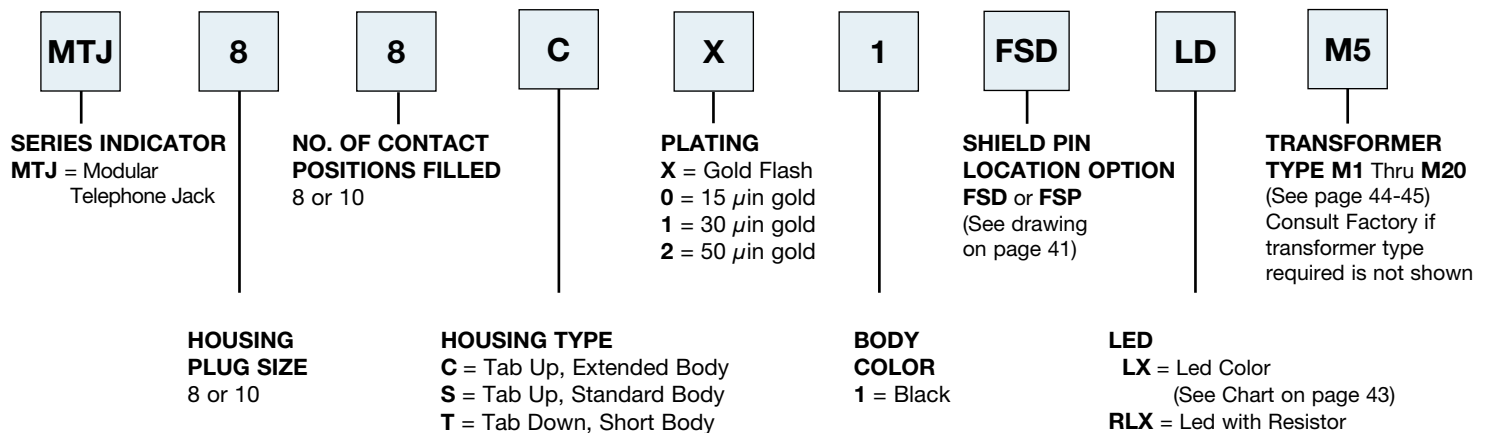 MTJ 8 8 C X 1 FSD LD M5
SERIES INDICATOR
MTJ = Modular
Telephone Jack
NO. OF CONTACT
POSITIONS FILLED
8 or 10
PLATING
X = Gold Flash
0 = 15 µin gold
1 = 30 µin gold
2 = 50 µin gold
SHIELD PIN
LOCATION OPTION
FSD or FSP
(See drawing
on page 41)
TRANSFORMER
TYPE M1 Thru M20
(See page 44-45)
Consult Factory if
transformer type
required is not shown
HOUSING
PLUG SIZE
8 or 10
HOUSING TYPE
C = Tab Up, Extended Body
S = Tab Up, Standard Body
T = Tab Down, Short Body
BODY
COLOR
1 = Black
LED
LX = Led Color
(See Chart on page 43)
RLX = Led with Resistor